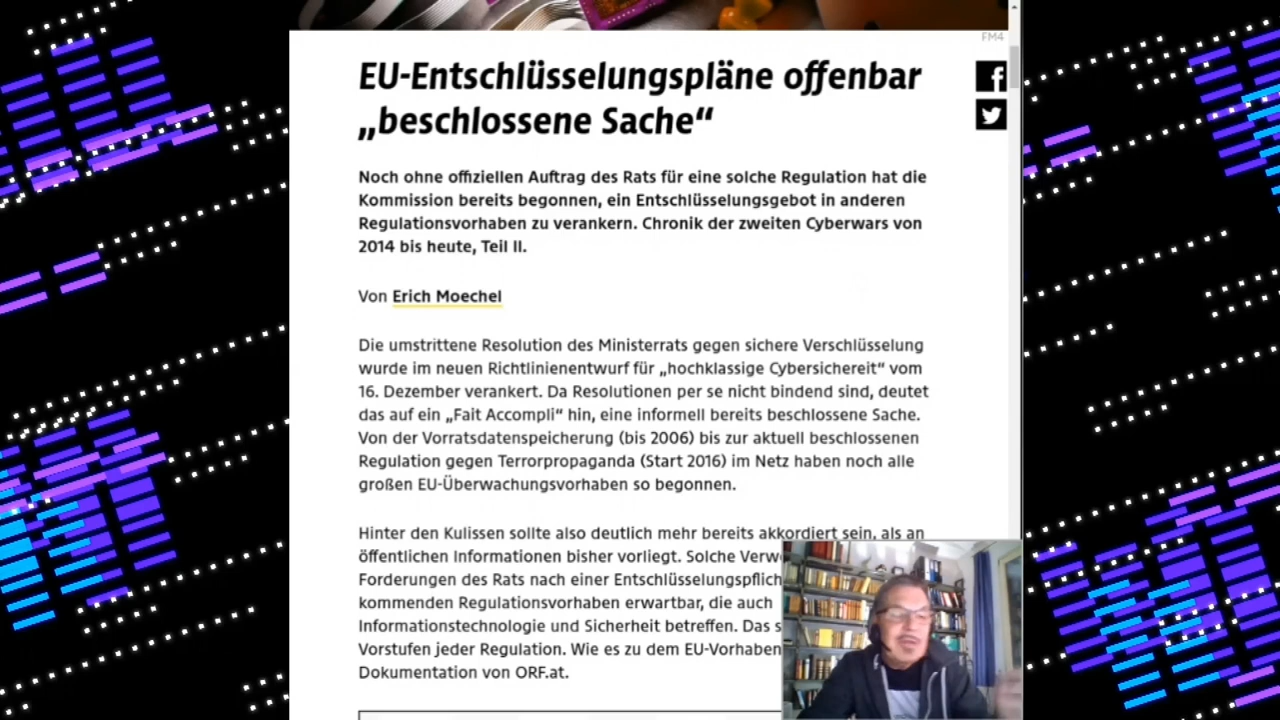 FM4
EU-Entschlüsselungspläne offenbar
„beschlossene Sache“
Noch ohne offiziellen Auftrag des Rats für eine solche Regulation hat die
Kommission bereits begonnen, ein Entschlüsselungsgebot in anderen
Regulationsvorhaben zu verankern. Chronik der zweiten Cyberwars von
2014 bis heute, Teil II.
Von Erich Moechel
Die umstrittene Resolution des Ministerrats gegen sichere Verschlüsselung
wurde im neuen Richtlinienentwurf für „hochklassige Cybersichereit“ vom
16. Dezember verankert. Da Resolutionen per se nicht bindend sind, deutet
das auf ein „Fait Accompli“ hin, eine informell bereits beschlossene Sache.
Von der Vorratsdatenspeicherung (bis 2006) bis zur aktuell beschlossenen
Regulation gegen Terrorpropaganda (Start 2016) im Netz haben noch alle
großen EU-Überwachungsvorhaben so begonnen.
Hinter den Kulissen sollte also deutlich mehr bereits akkordiert sein, als an
öffentlichen Informationen bisher vorliegt. Solche Verw
Forderungen des Rats nach einer Entschlüsselungspflich
kommenden Regulationsvorhaben erwartbar, die auch
Informationstechnologie und Sicherheit betreffen. Das s
Vorstufen jeder Regulation. Wie es zu dem EU-Vorhaben
Dokumentation von ORF.at.